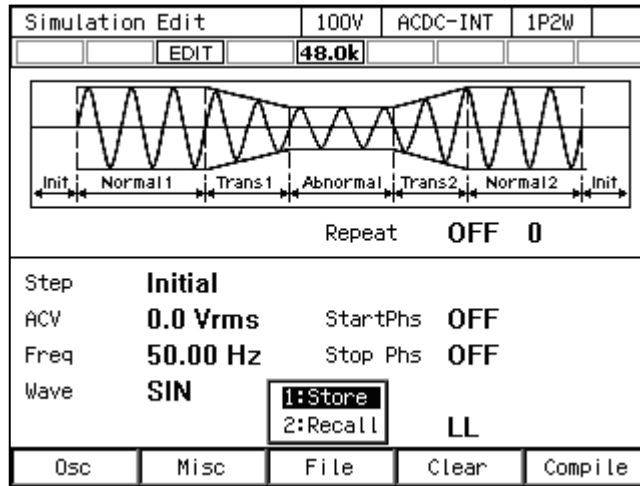 Simulation Edit 100V ACDC-INT 1P2W
EDIT 48.0k
Init Normal1 Trans1 Abnormal Trans2 Normal2 Init
Repeat OFF 0
Step Initial
ACV 0.0 Vrms StartPhs OFF
Freq 50.00 Hz Stop Phs OFF
Wave SIN
1:Store
2:Recall LL
Osc Misc File Clear Compile